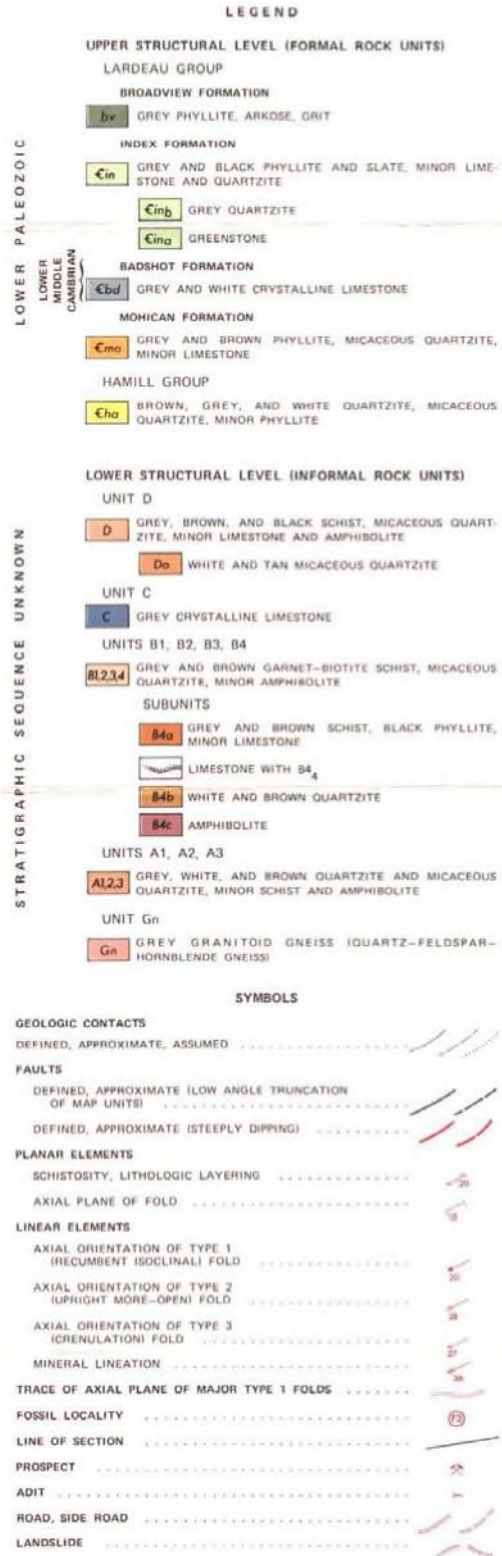 LEGEND
UPPER STRUCTURAL LEVEL (FORMAL ROCK UNITS)
LARDEAU GROUP
BROADVIEW FORMATION
bv GREY PHYLLITE, ARKOSE, GRIT
INDEX FORMATION
€in GREY AND BLACK PHYLLITE AND SLATE, MINOR LIME-
STONE AND QUARTZITE
€inb GREY QUARTZITE
€ina GREENSTONE
BADSHOT FORMATION
€bd GREY AND WHITE CRYSTALLINE LIMESTONE
MOHICAN FORMATION
€mo GREY AND BROWN PHYLLITE, MICACEOUS QUARTZITE,
MINOR LIMESTONE
HAMILL GROUP
€ha BROWN, GREY, AND WHITE QUARTZITE, MICACEOUS
QUARTZITE, MINOR PHYLLITE
LOWER PALEOZOIC
LOWER
MIDDLE
CAMBRIAN
LOWER STRUCTURAL LEVEL (INFORMAL ROCK UNITS)
UNIT D
D GREY, BROWN, AND BLACK SCHIST, MICACEOUS QUART-
ZITE, MINOR LIMESTONE AND AMPHIBOLITE
Da WHITE AND TAN MICACEOUS QUARTZITE
UNIT C
C GREY CRYSTALLINE LIMESTONE
UNITS B1, B2, B3, B4
B1,2,3,4 GREY AND BROWN GARNET-BIOTITE SCHIST, MICACEOUS
QUARTZITE, MINOR AMPHIBOLITE
SUBUNITS
B4a GREY AND BROWN SCHIST, BLACK PHYLLITE,
MINOR LIMESTONE
LIMESTONE WITH B4 4
B4b WHITE AND BROWN QUARTZITE
B4c AMPHIBOLITE
UNITS A1, A2, A3
A1,2,3 GREY, WHITE, AND BROWN QUARTZITE AND MICACEOUS
QUARTZITE, MINOR SCHIST AND AMPHIBOLITE
UNIT Gn
Gn GREY GRANITOID GNEISS (QUARTZ-FELDSPAR-
HORNBLENDE GNEISS)
STRATIGRAPHIC SEQUENCE UNKNOWN
SYMBOLS
GEOLOGIC CONTACTS
DEFINED, APPROXIMATE, ASSUMED
FAULTS
DEFINED, APPROXIMATE (LOW ANGLE TRUNCATION
OF MAP UNITS)
DEFINED, APPROXIMATE (STEEPLY DIPPING)
PLANAR ELEMENTS
SCHISTOSITY, LITHOLOGIC LAYERING 20
AXIAL PLANE OF FOLD
LINEAR ELEMENTS
AXIAL ORIENTATION OF TYPE 1
(RECUMBENT ISOCLINAL) FOLD 20
AXIAL ORIENTATION OF TYPE 2
(UPRIGHT MORE-OPEN) FOLD
AXIAL ORIENTATION OF TYPE 3
(CRENULATION) FOLD 27
MINERAL LINEATION 36
TRACE OF AXIAL PLANE OF MAJOR TYPE 1 FOLDS
FOSSIL LOCALITY F2
LINE OF SECTION
PROSPECT
ADIT
ROAD, SIDE ROAD
LANDSLIDE